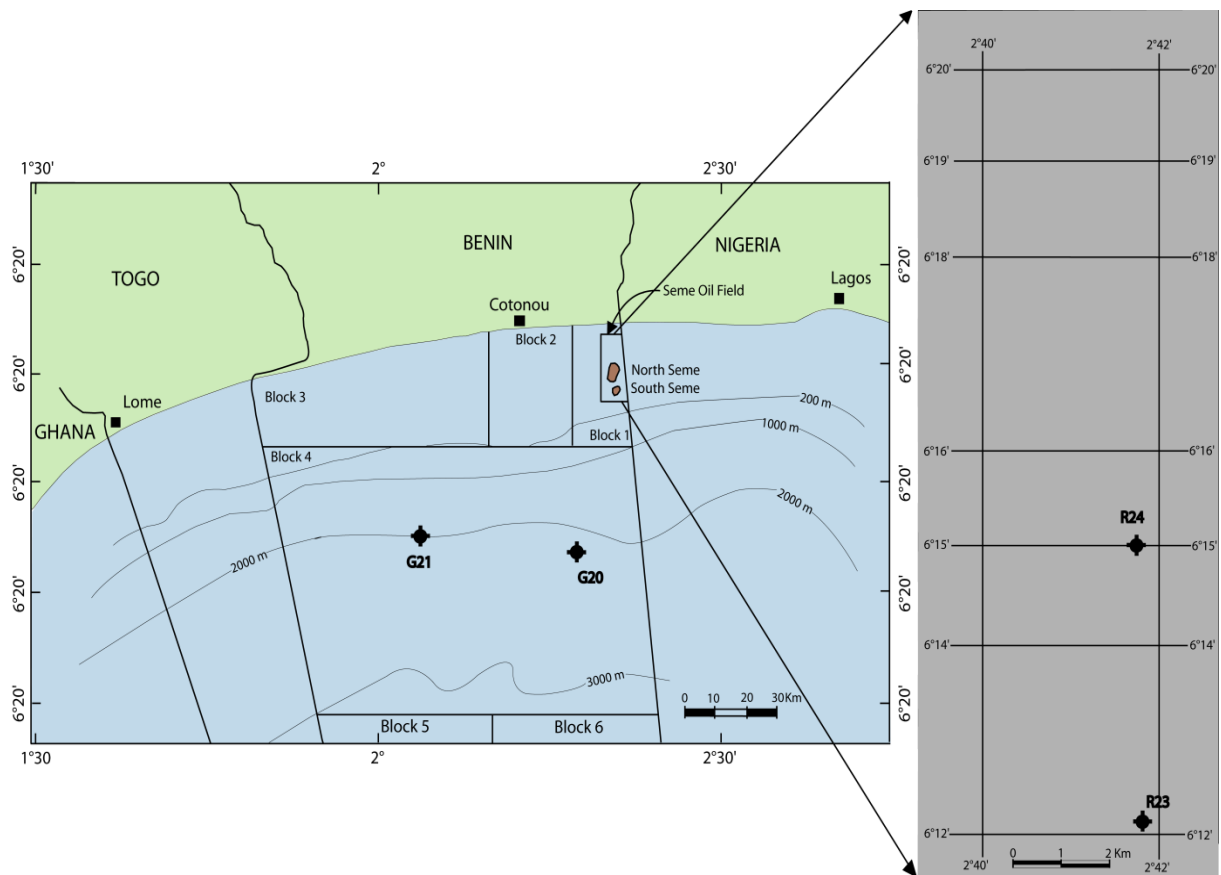 1°30'
2°
2°30'
6°20'
6°20'
6°20'
6°20'
6°20'
TOGO
BENIN
NIGERIA
Lagos
Seme Oil Field
Cotonou
Block 2
North Seme
South Seme
Block 3
Lome
GHANA
200 m
1000 m
Block 1
Block 4
2000 m
2000 m
G21
G20
3000 m
0 10 20 30Km
Block 5
Block 6
6°20'
6°20'
6°20'
6°20'
6°20'
1°30
2°
2°30'
2°40'
2°42'
6°20'
6°20'
6°19'
6°19'
6°18'
6°18'
6°16'
6°16'
R24
6°15'
6°15'
6°14'
6°14'
R23
6°12'
6°12'
0 1 2 Km
2°40'
2°42'